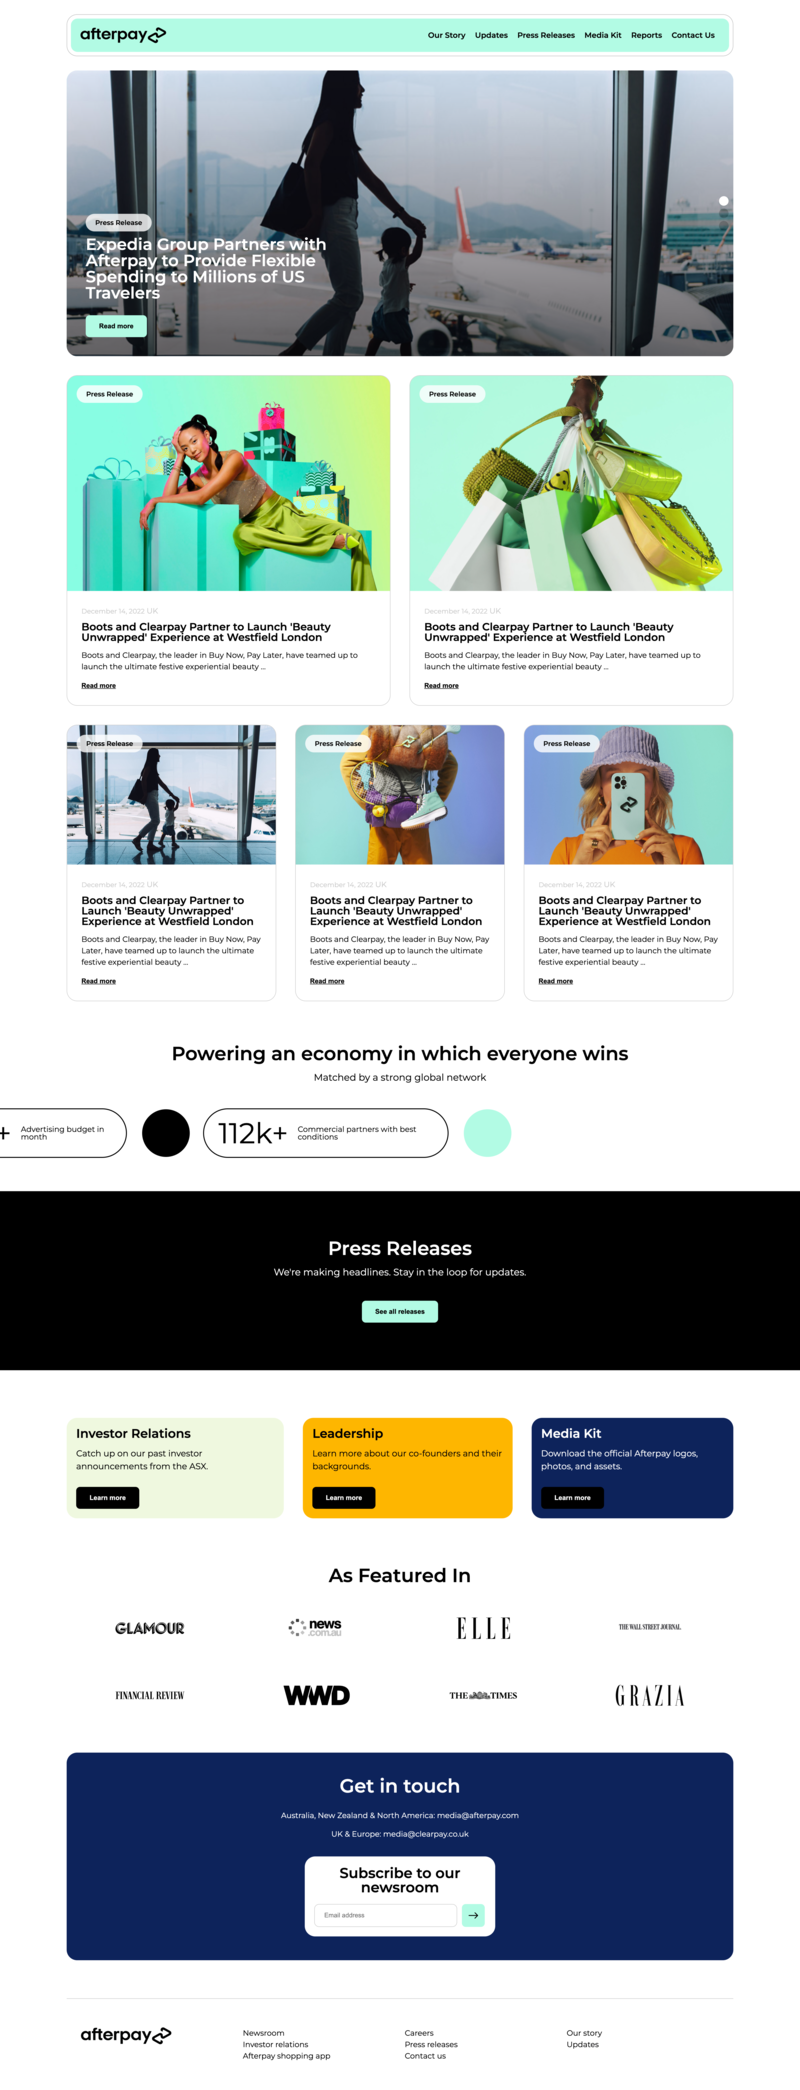 afterpay
Our Story Updates Press Releases Media Kit Reports Contact Us
Press Release
Expedia Group Partners with
Afterpay to Provide Flexible
Spending to Millions of US
Travelers
Read more
Press Release
December 14, 2022 UK
Boots and Clearpay Partner to Launch 'Beauty
Unwrapped' Experience at Westfield London
Boots and Clearpay, the leader in Buy Now, Pay Later, have teamed up to
launch the ultimate festive experiential beauty ...
Read more
Press Release
December 14, 2022 UK
Boots and Clearpay Partner to Launch 'Beauty
Unwrapped' Experience at Westfield London
Boots and Clearpay, the leader in Buy Now, Pay Later, have teamed up to
launch the ultimate festive experiential beauty ...
Read more
Press Release
December 14, 2022 UK
Boots and Clearpay Partner to
Launch 'Beauty Unwrapped'
Experience at Westfield London
Boots and Clearpay, the leader in Buy Now, Pay
Later, have teamed up to launch the ultimate
festive experiential beauty ...
Read more
Press Release
December 14, 2022 UK
Boots and Clearpay Partner to
Launch 'Beauty Unwrapped'
Experience at Westfield London
Boots and Clearpay, the leader in Buy Now, Pay
Later, have teamed up to launch the ultimate
festive experiential beauty ...
Read more
Press Release
December 14, 2022 UK
Boots and Clearpay Partner to
Launch 'Beauty Unwrapped'
Experience at Westfield London
Boots and Clearpay, the leader in Buy Now, Pay
Later, have teamed up to launch the ultimate
festive experiential beauty ...
Read more
Powering an economy in which everyone wins
Matched by a strong global network
+
Advertising budget in
month
112k+
Commercial partners with best
conditions
Press Releases
We're making headlines. Stay in the loop for updates.
See all releases
Investor Relations
Catch up on our past investor
announcements from the ASX.
Learn more
Leadership
Learn more about our co-founders and their
backgrounds.
Learn more
Media Kit
Download the official Afterpay logos,
photos, and assets.
Learn more
As Featured In
GLAMOUR
news
.com.au
ELLE
THE WALL STREET JOURNAL.
FINANCIAL REVIEW
WWD
THE TIMES
GRAZIA
Get in touch
Australia, New Zealand & North America: media@afterpay.com
UK & Europe: media@clearpay.co.uk
Subscribe to our
newsroom
Email address
afterpay
Newsroom
Investor relations
Afterpay shopping app
Careers
Press releases
Contact us
Our story
Updates